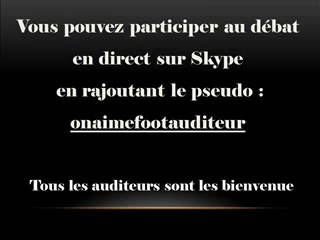 Vous pouvez participer au débat
en direct sur Skype
en rajoutant le pseudo :
onaimefootauditeur
Tous les auditeurs sont les bienvenue